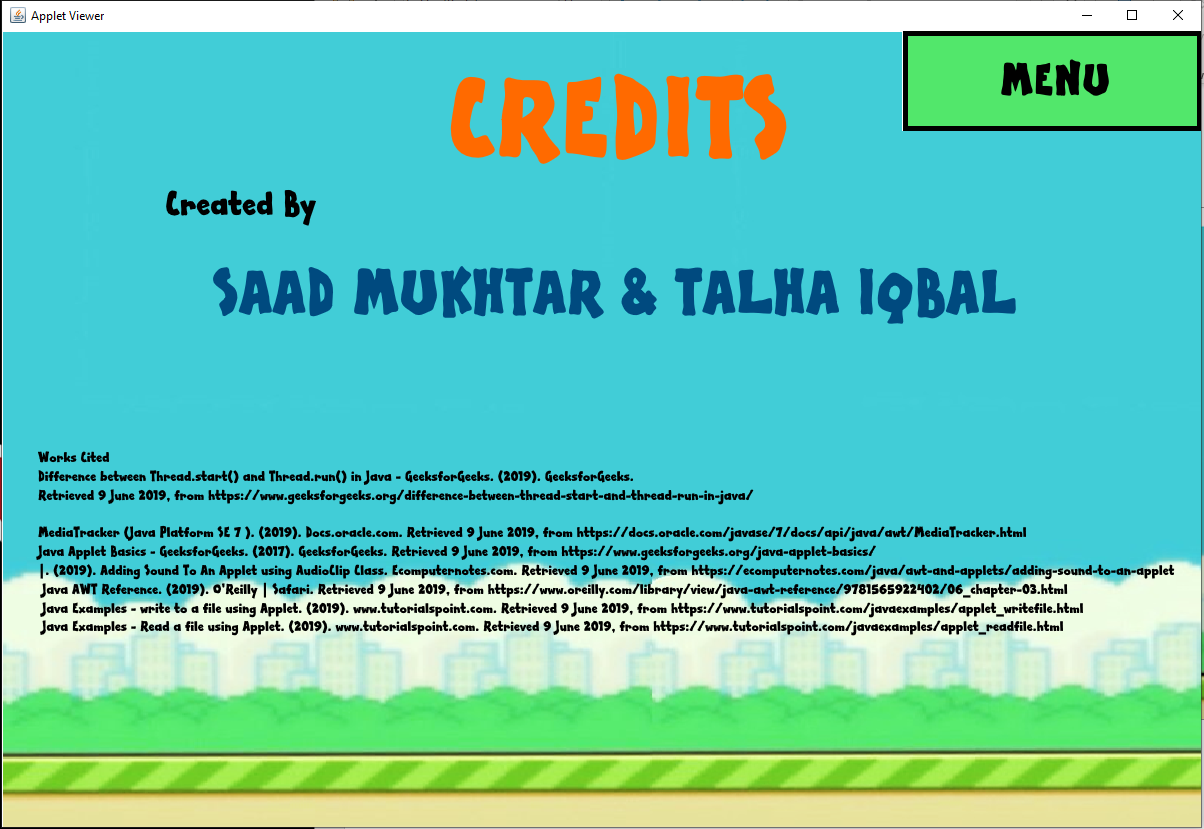 Applet Viewer
MENU
CREDITS
Created By
SAAD MUKHTAR & TALHA IQBAL
Works Cited
Difference between Thread.start() and Thread.run() in Java - GeeksforGeeks. (2019). GeeksforGeeks.
Retrieved 9 June 2019, from https://www.geeksforgeeks.org/difference-between-thread-start-and-thread-run-in-java/
MediaTracker (Java Platform SE 7 ). (2019). Docs.oracle.com. Retrieved 9 June 2019, from https://docs.oracle.com/javase/7/docs/api/java/awt/MediaTracker.html
Java Applet Basics - GeeksforGeeks. (2017). GeeksforGeeks. Retrieved 9 June 2019, from https://www.geeksforgeeks.org/java-applet-basics/
|. (2019). Adding Sound To An Applet using AudioClip Class. Ecomputernotes.com. Retrieved 9 June 2019, from https://ecomputernotes.com/java/awt-and-applets/adding-sound-to-an-applet
Java AWT Reference. (2019). O'Reilly | Safari. Retrieved 9 June 2019, from https://www.oreilly.com/library/view/java-awt-reference/9781565922402/06_chapter-03.html
Java Examples - write to a file using Applet. (2019). www.tutorialspoint.com. Retrieved 9 June 2019, from https://www.tutorialspoint.com/javaexamples/applet_writefile.html
Java Examples - Read a file using Applet. (2019). www.tutorialspoint.com. Retrieved 9 June 2019, from https://www.tutorialspoint.com/javaexamples/applet_readfile.html